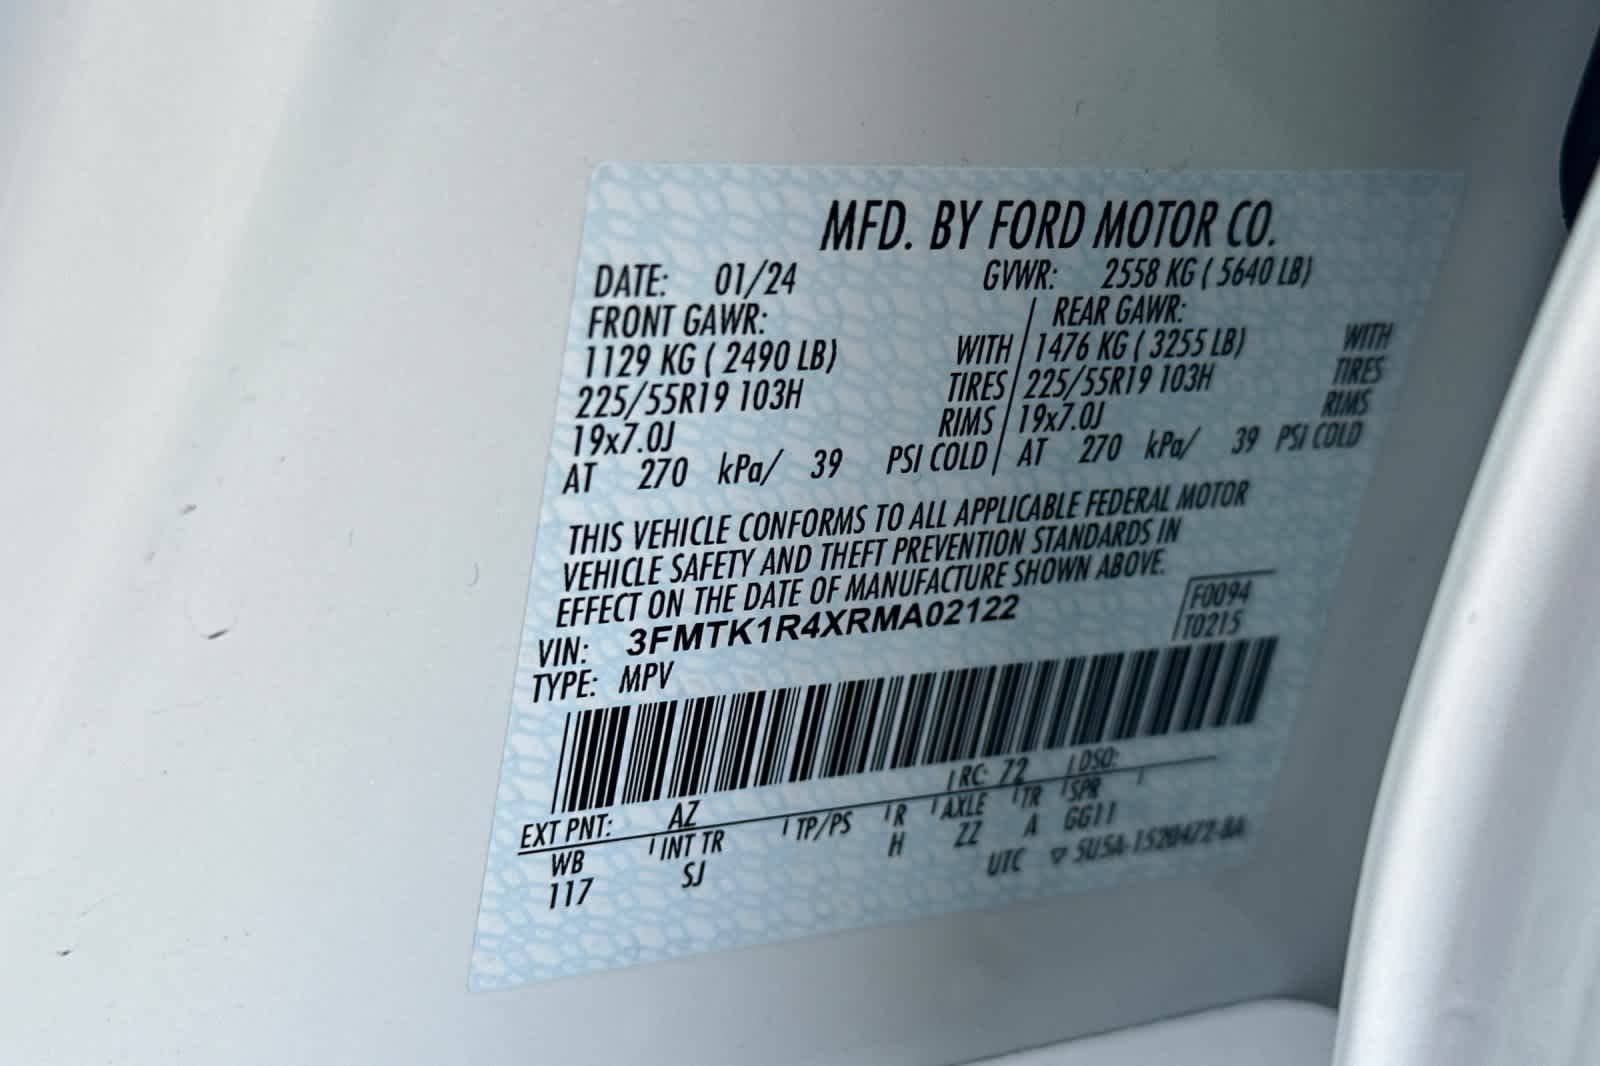 MFD. BY FORD MOTOR CO.
DATE: 01/24 GVWR: 2558 KG ( 5640 LB)
FRONT GAWR: REAR GAWR:
1129 KG ( 2490 LB) WITH 1476 KG ( 3255 LB) WITH
225/55R19 103H TIRES 225/55R19 103H TIRES
19x7.0J RIMS 19x7.0J RIMS
AT 270 kPa/ 39 PSI COLD AT 270 kPa/ 39 PSI COLD
THIS VEHICLE CONFORMS TO ALL APPLICABLE FEDERAL MOTOR
VEHICLE SAFETY AND THEFT PREVENTION STANDARDS IN
EFFECT ON THE DATE OF MANUFACTURE SHOWN ABOVE.
VIN: 3FMTK1R4XRMA02122 F0094
TYPE: MPV T0215
EXT PNT: AZ RC: 72 DSO:
WB INT TR TP/PS R AXLE TR SPR
117 SJ H ZZ A GG11
UTC